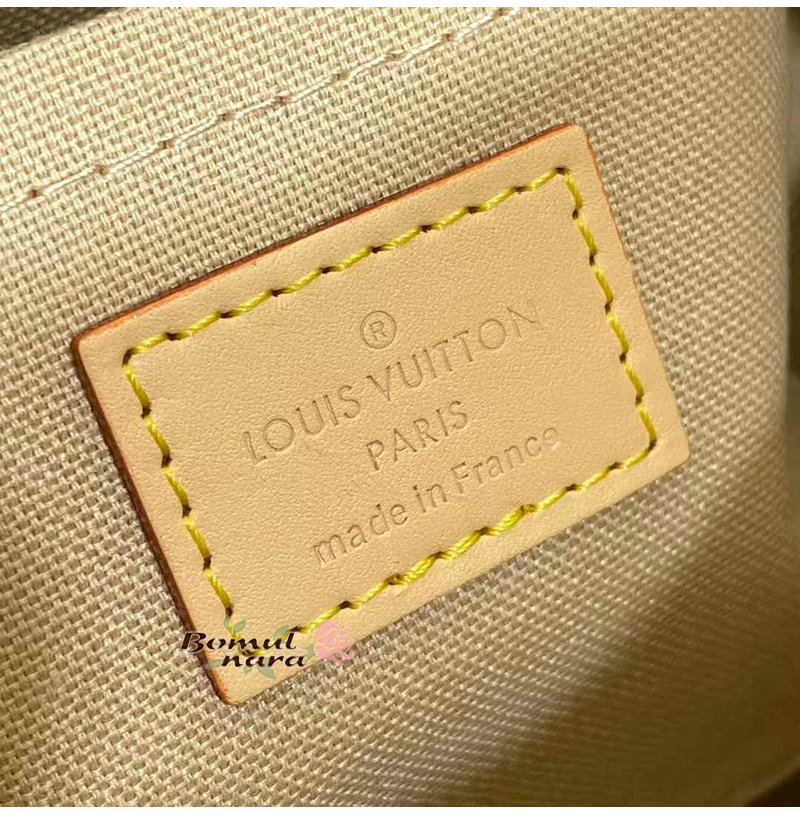 ®
LOUIS VUITTON
PARIS
made in France
Bomul
nara